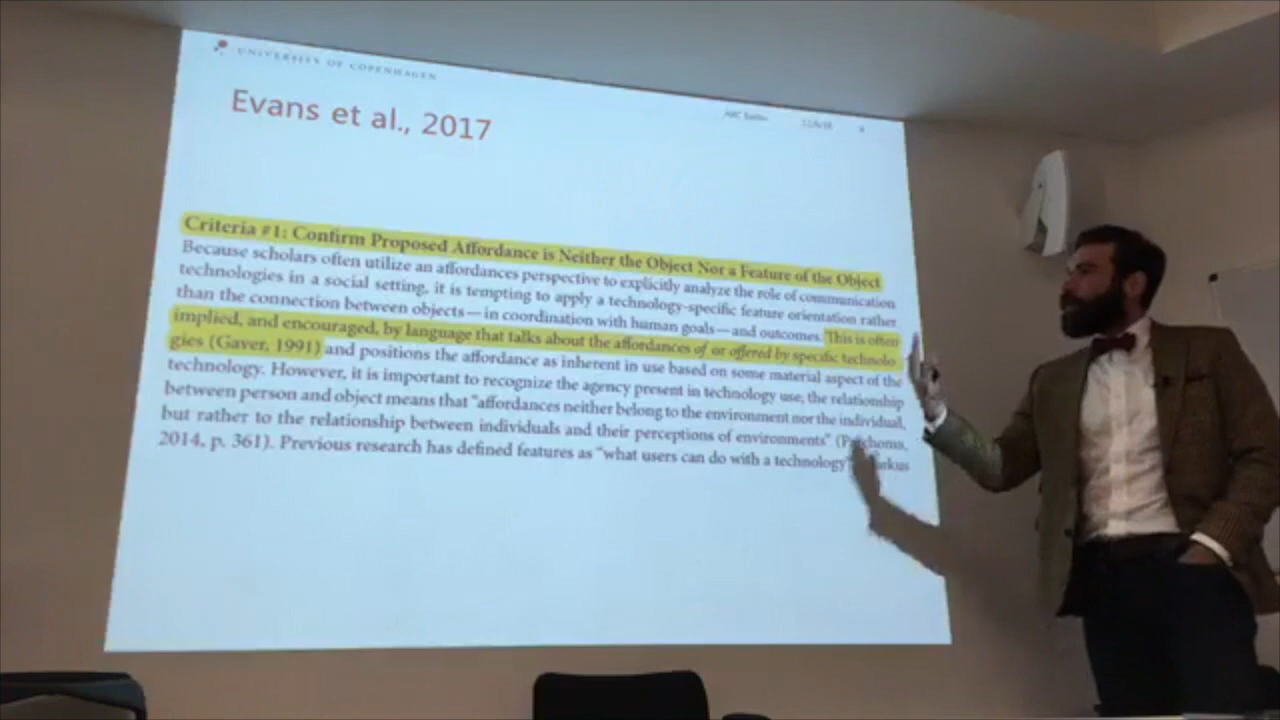 UNIVERSITY OF COPENHAGEN
Evans et al., 2017
Criteria #1: Confirm Proposed Affordance is Neither the Object Nor a Feature of the Object
Because scholars often utilize an affordances perspective to explicitly analyze the role of communication
technologies in a social setting, it is tempting to apply a technology-specific feature orientation rather
than the connection between objects—in coordination with human goals—and outcomes. This is often
implied, and encouraged, by language that talks about the affordances of or offered by specific technolo
gies (Gaver, 1991) and positions the affordance as inherent in use based on some material aspect of the
technology. However, it is important to recognize the agency present in technology use, the relationship
between person and object means that "affordances neither belong to the environment nor the individual,
but rather to the relationship between individuals and their perceptions of environments"
2014, p. 361). Previous research has defined features as "what users can do with a technology"